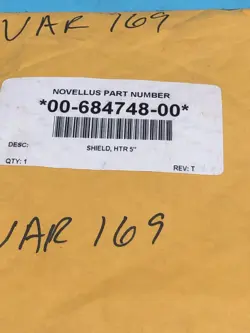 VAR 169
NOVELLUS PART NUMBER
*00-684748-00*
DESC:
SHIELD, HTR 5"
QTY: 1
REV: T
VAR 169